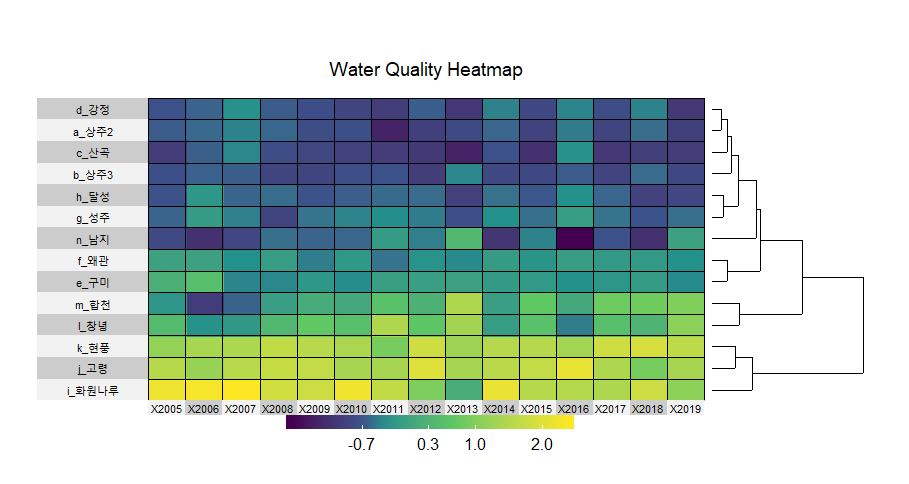 Water Quality Heatmap
d_강정
a_상주2
c_산곡
b_상주3
h_달성
g_성주
n_남지
f_왜관
e_구미
m_합천
l_창녕
k_현풍
j_고령
i_화원나루
X2005 X2006 X2007 X2008 X2009 X2010 X2011 X2012 X2013 X2014 X2015 X2016 X2017 X2018 X2019
-0.7 0.3 1.0 2.0